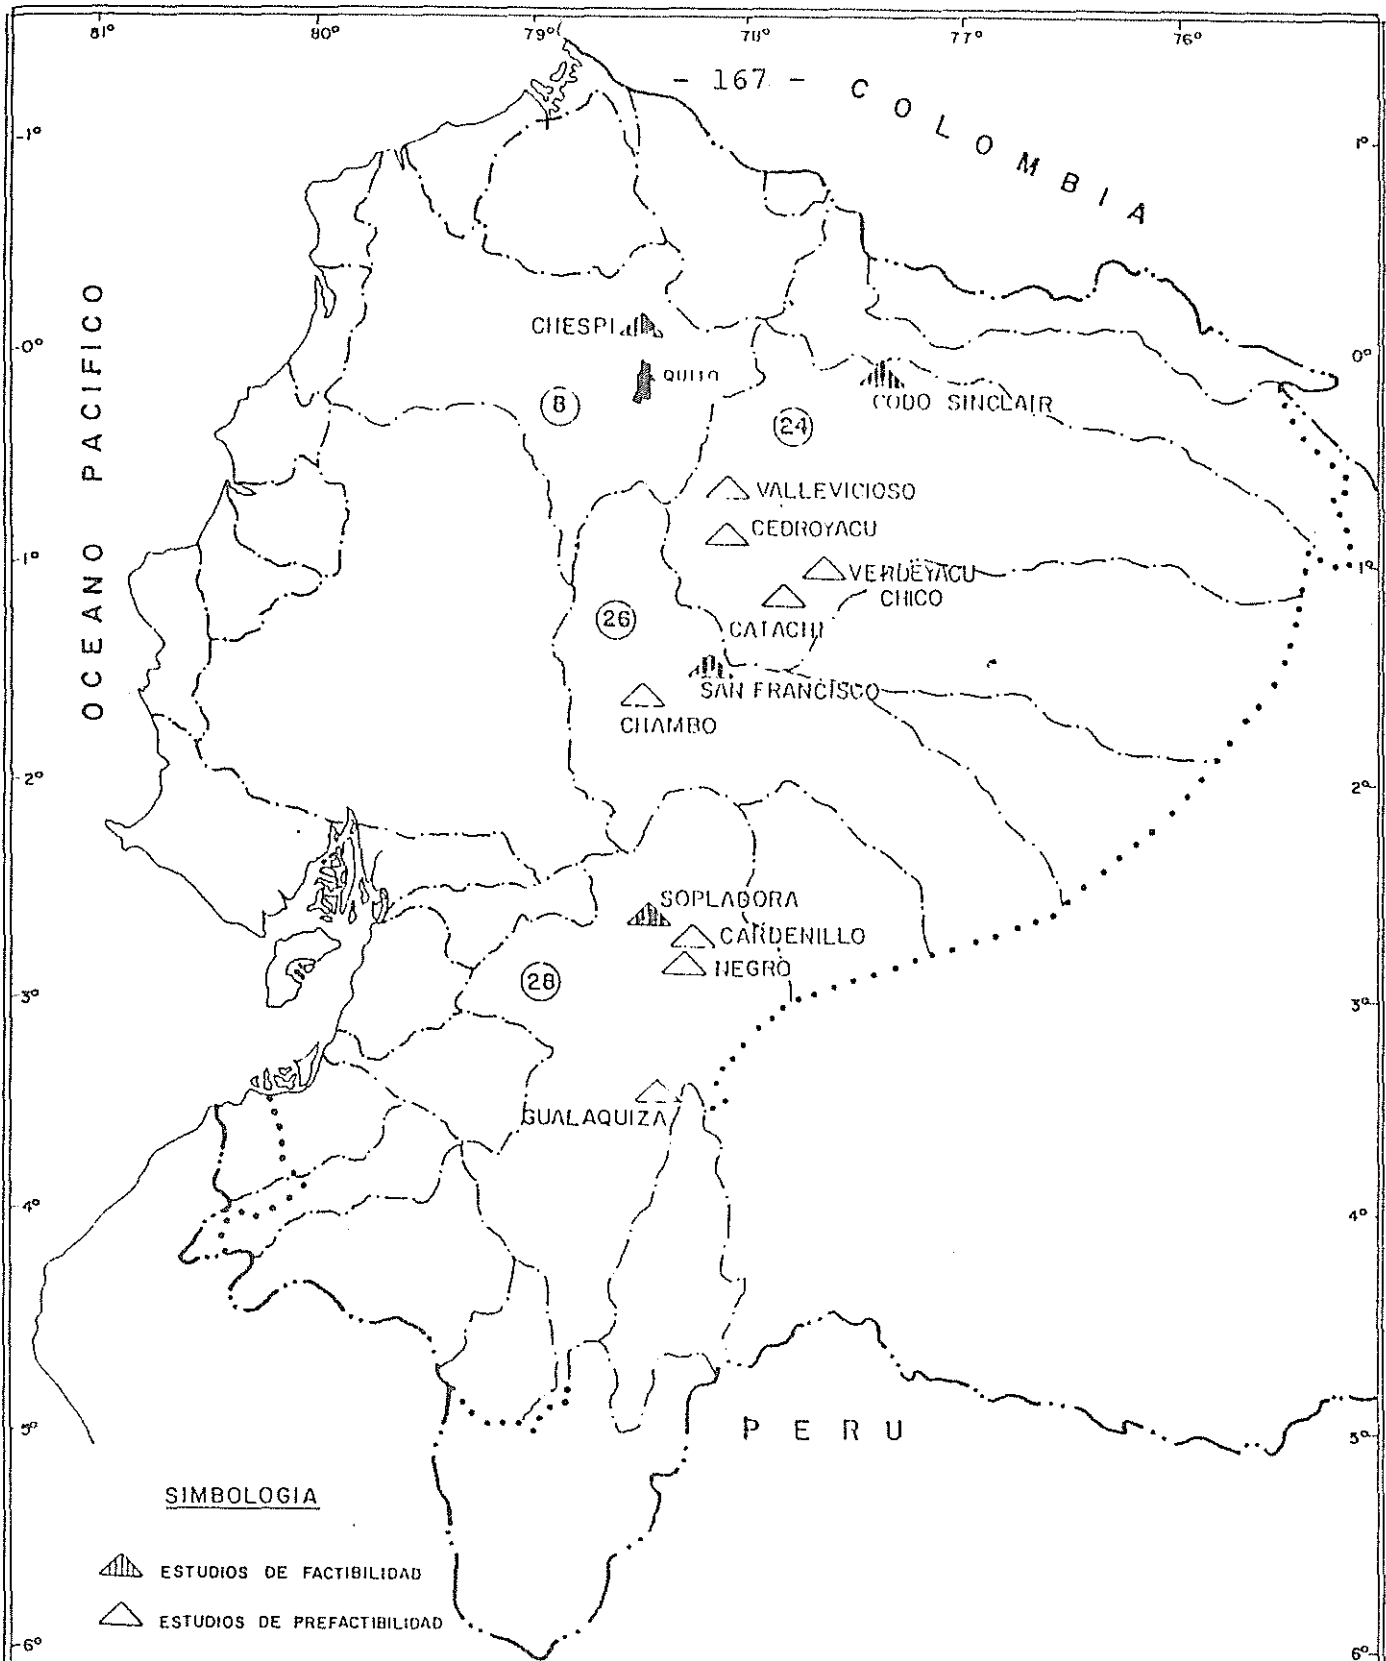 81° 80° 79° 78° 77° 76°
- 167 -
COLOMBIA
1° 1°
OCEANO PACIFICO
CHESPI
0° 0°
QUITO
CODO SINCLAIR
8
24
VALLEVICIOSO
CEDROYACU
1° 1°
VERDEYACU
CHICO
CATACHI
26
SAN FRANCISCO
CHAMBO
2° 2°
SOPLADORA
CARDENILLO
NEGRO
28
3° 3°
GUALAQUIZA
4° 4°
PERU
5° 5°
SIMBOLOGIA
ESTUDIOS DE FACTIBILIDAD
ESTUDIOS DE PREFACTIBILIDAD
6° 6°